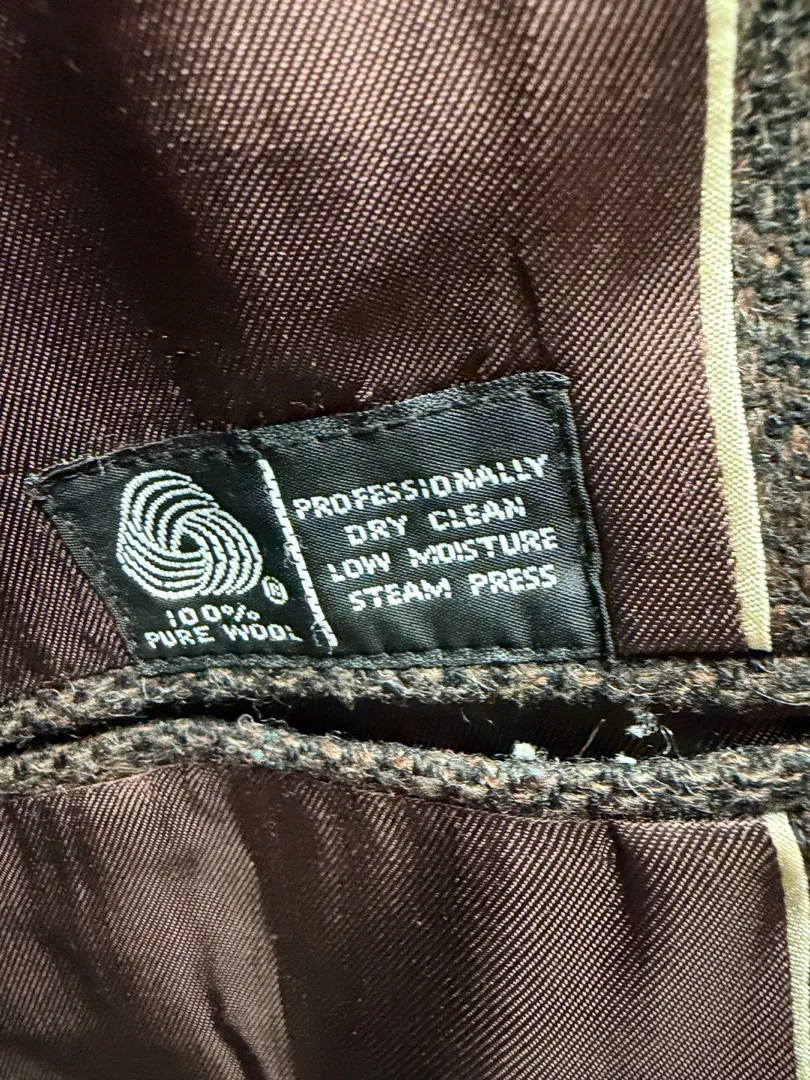 PROFESSIONALLY
DRY CLEAN
LOW MOISTURE
STEAM PRESS
®
100%
PURE WOOL